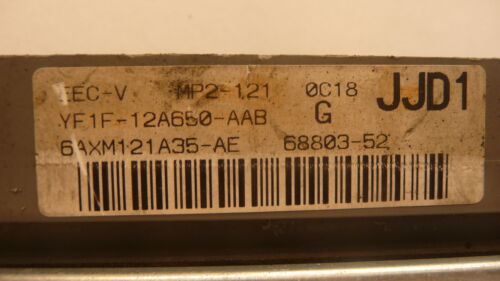 EEC-V MP2-121 0C18 JJD1
YF1F-12A650-AAB G
6AXM121A35-AE 68803-52